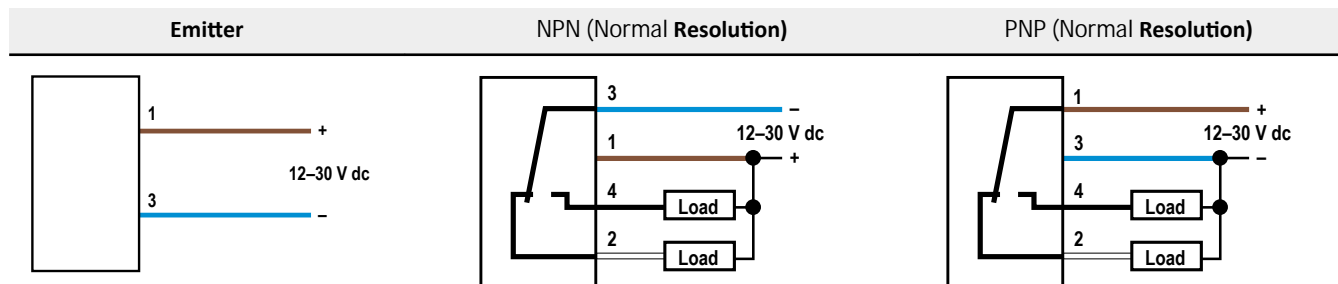 Emitter NPN (Normal Resolution) PNP (Normal Resolution)
1
+
12–30 V dc
3
–
3
–
12–30 V dc
1
+
4
Load
2
Load
1
+
12–30 V dc
3
–
4
Load
2
Load